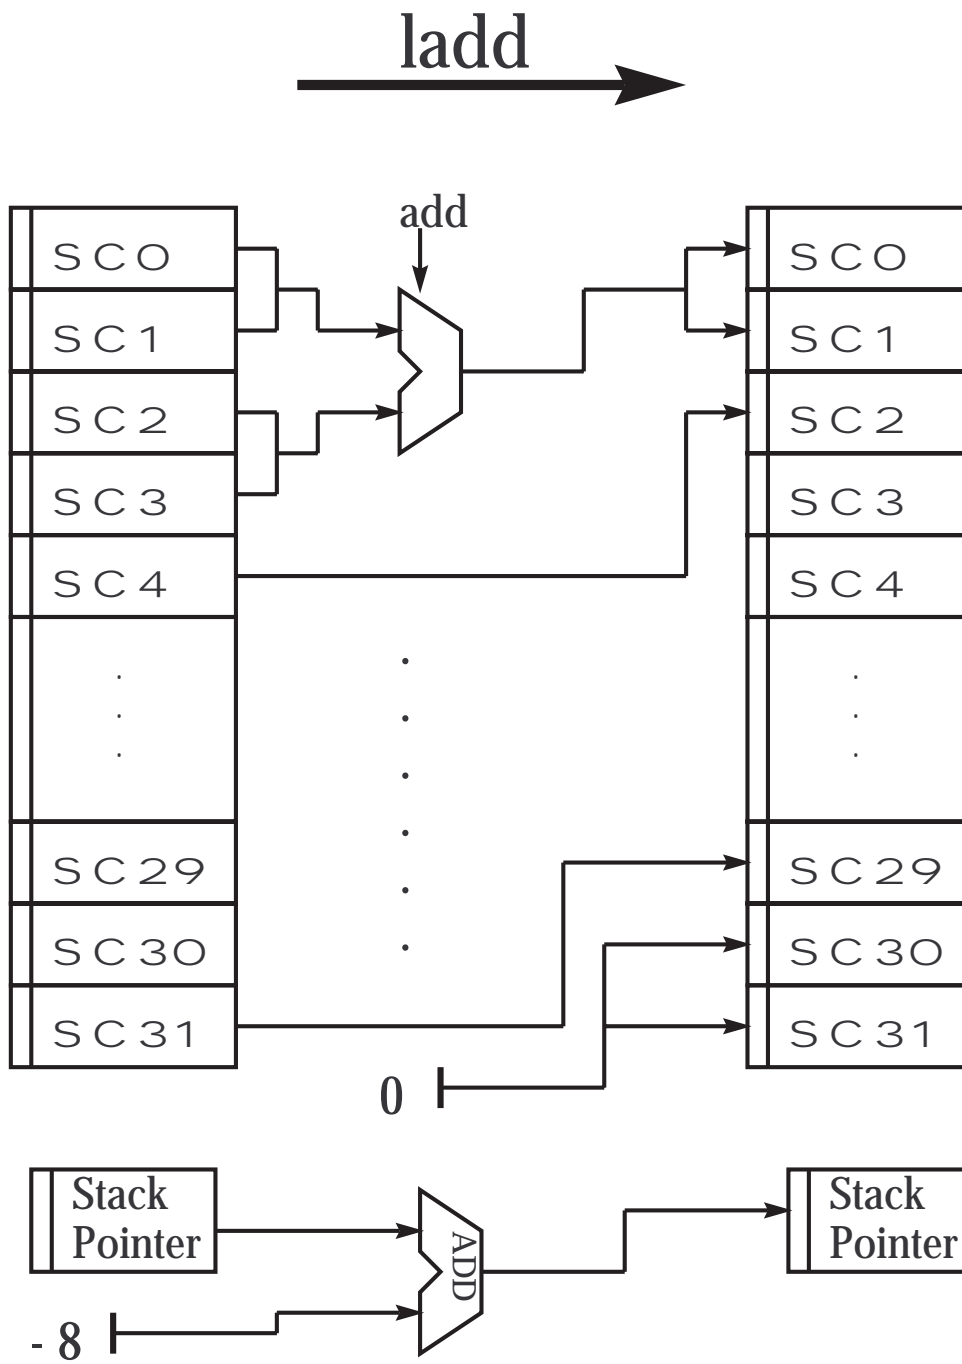 ladd
add
SC0
SC1
SC2
SC3
SC4
.
.
.
SC29
SC30
SC31
SC0
SC1
SC2
SC3
SC4
.
.
.
SC29
SC30
SC31
0
Stack
Pointer
ADD
- 8
Stack
Pointer